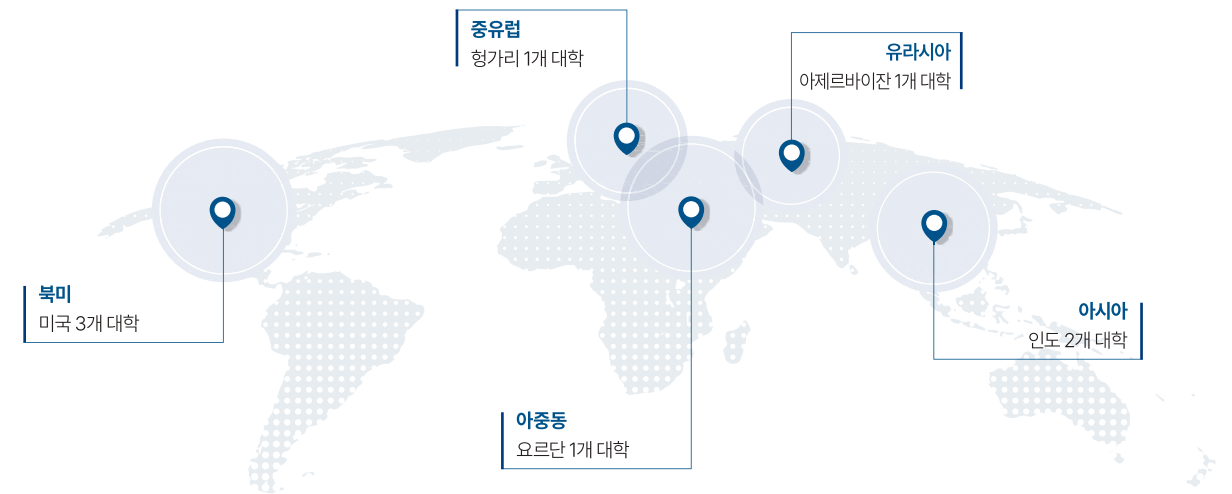 중유럽
헝가리 1개 대학
유라시아
아제르바이잔 1개 대학
북미
미국 3개 대학
아시아
인도 2개 대학
아중동
요르단 1개 대학